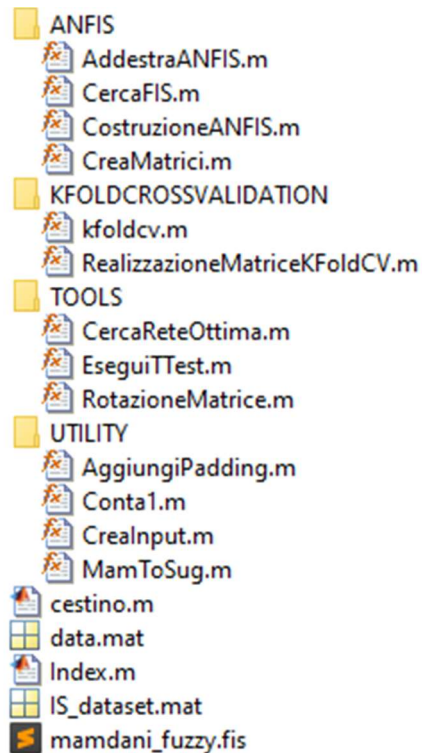 ANFIS
AddestraANFIS.m
CercaFIS.m
CostruzioneANFIS.m
CreaMatrici.m
KFOLDCROSSVALIDATION
kfoldcv.m
RealizzazioneMatriceKFoldCV.m
TOOLS
CercaReteOttima.m
EseguiTTest.m
RotazioneMatrice.m
UTILITY
AggiungiPadding.m
Conta1.m
CreaInput.m
MamToSug.m
cestino.m
data.mat
Index.m
IS_dataset.mat
mamdani_fuzzy.fis